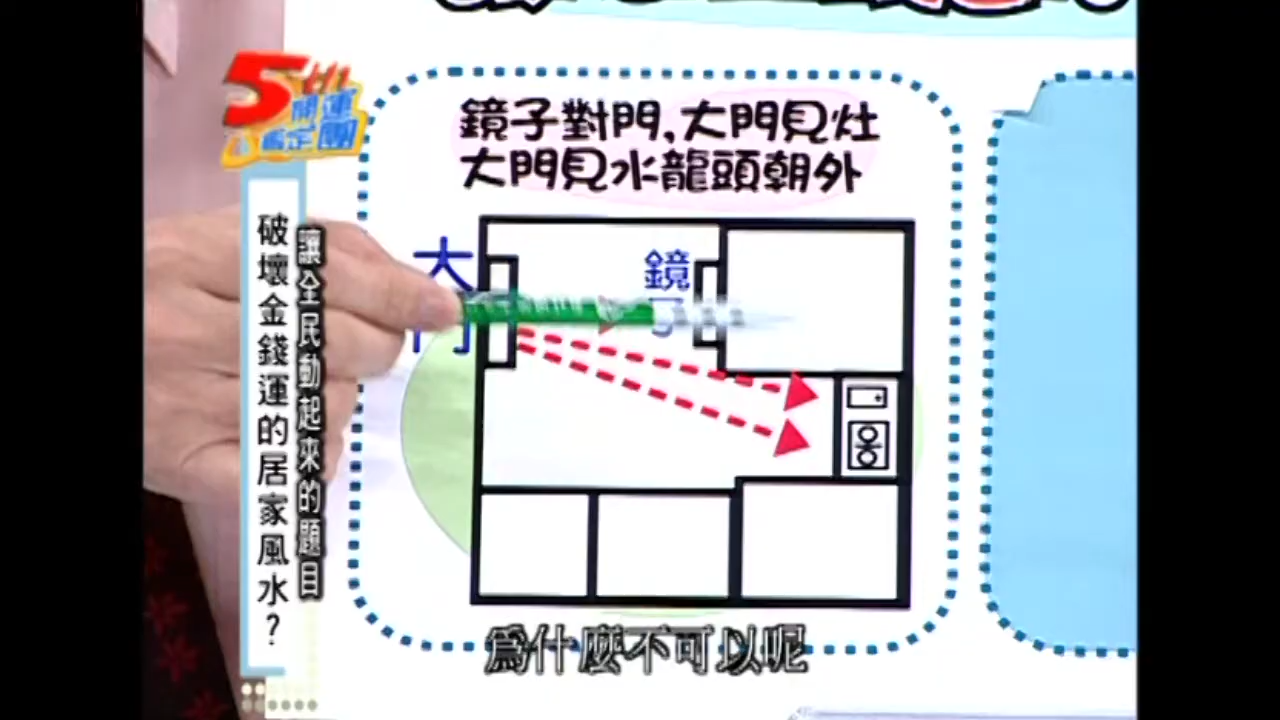 5
開運
鑑定團
鏡子對門,大門見灶
大門見水龍頭朝外
大門
鏡子
讓全民動起來的題目
破壞金錢運的居家風水?
為什麼不可以呢